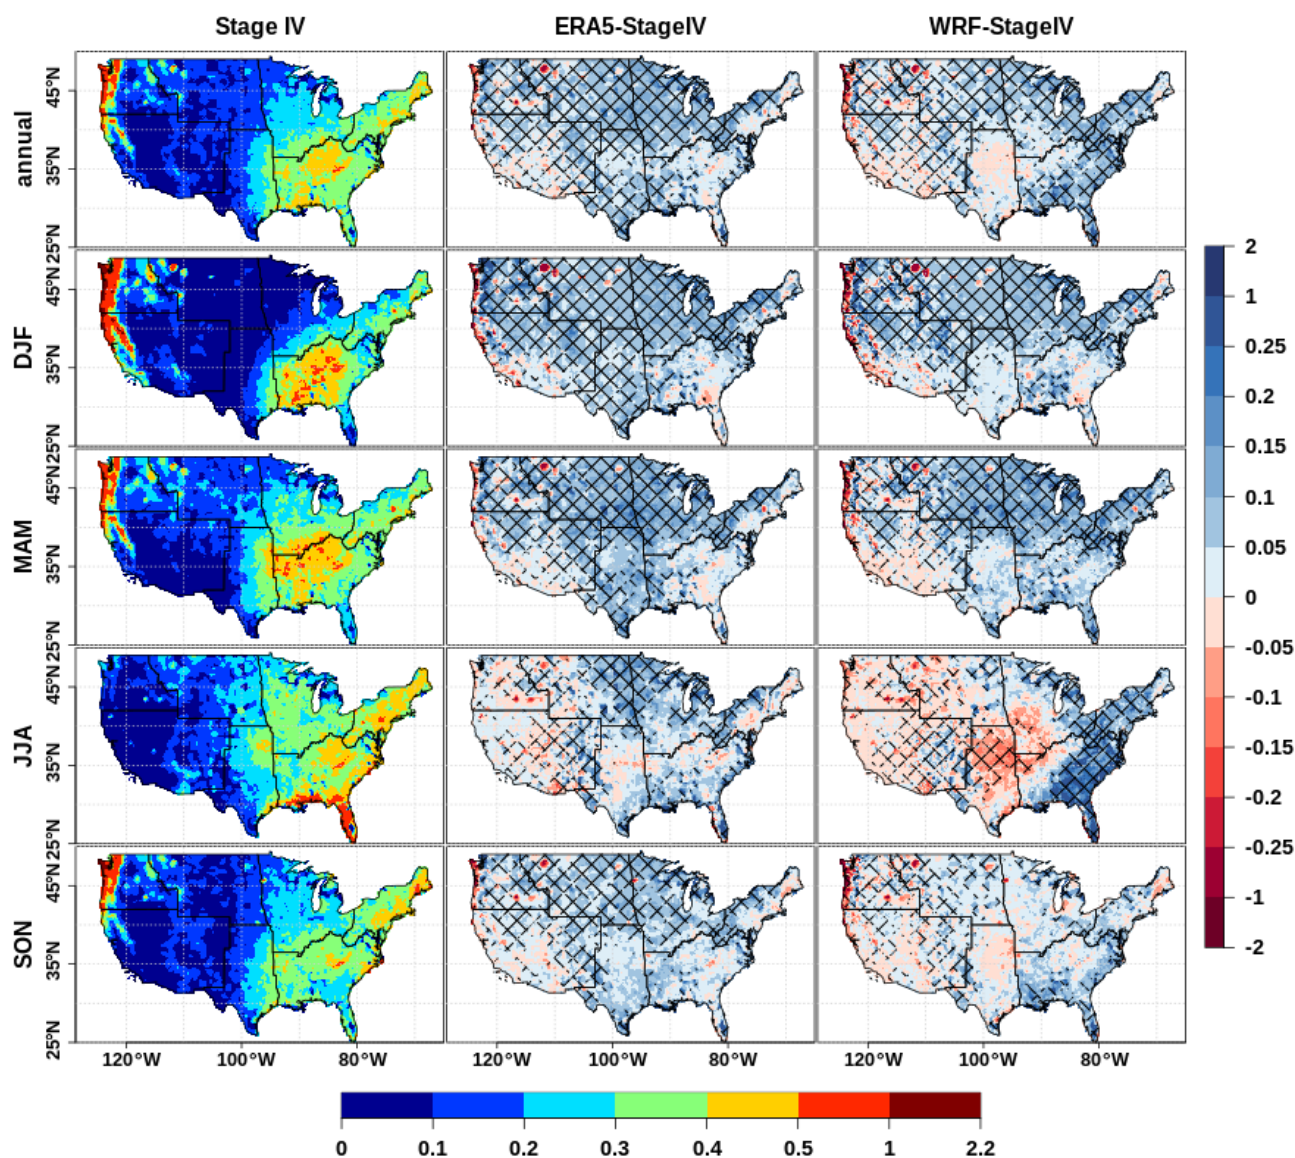 Stage IV ERA5-StageIV WRF-StageIV
annual
45°N
35°N
25°N
DJF
45°N
35°N
25°N
MAM
45°N
35°N
25°N
JJA
45°N
35°N
25°N
SON
45°N
35°N
25°N
120°W 100°W 80°W 120°W 100°W 80°W 120°W 100°W 80°W
2
1
0.25
0.2
0.15
0.1
0.05
0
-0.05
-0.1
-0.15
-0.2
-0.25
-1
-2
0 0.1 0.2 0.3 0.4 0.5 1 2.2